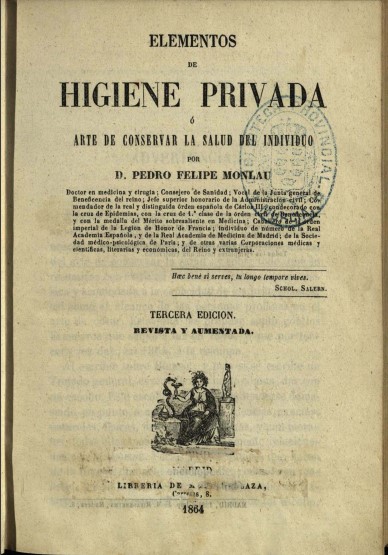 ELEMENTOS
DE
HIGIENE PRIVADA
Ó
ARTE DE CONSERVAR LA SALUD DEL INDIVIDUO
POR
D. PEDRO FELIPE MONLAU
Doctor en medicina y cirugía; Consejero de Sanidad; Vocal de la Junta general de
Beneficencia del reino; Jefe superior honorario de la Administracion civil; Co-
mendador de la real y distinguida órden española de Cárlos III; condecorado con
la cruz de Epidemias, con la cruz de 1.ª clase de la órden civil de Beneficencia,
y con la medalla del Mérito sobresaliente en Medicina; Caballero de la órden
imperial de la Legion de Honor de Francia; individuo de número de la Real
Academia Española, y de la Real Academia de Medicina de Madrid; de la Socie-
dad médico-psicológica de Paris; y de otras varias Corporaciones médicas y
científicas, literarias y económicas, del Reino y extranjeras.
Hæc bene si serves, tu longo tempore vives.
SCHOL. SALERN.
TERCERA EDICION.
REVISTA Y AUMENTADA.
MADRID
LIBRERIA DE
8.
1864